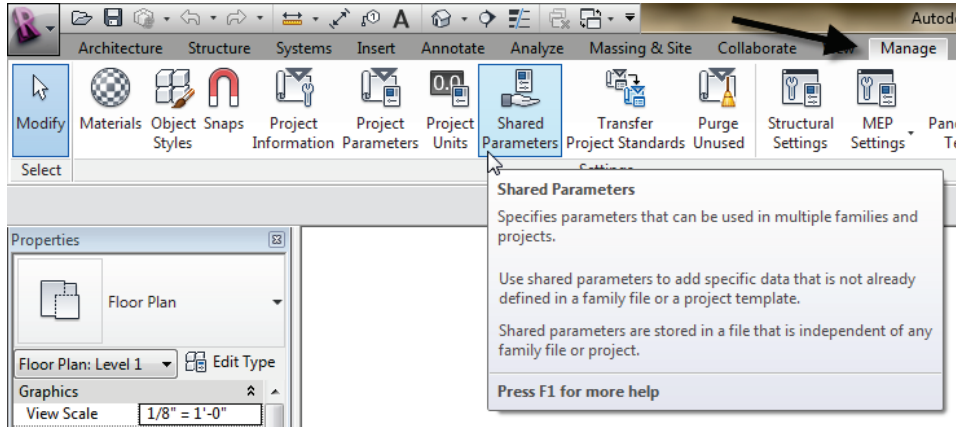 Autod
Architecture Structure Systems Insert Annotate Analyze Massing & Site Collaborate Manage
Modify Materials Object Styles Snaps Project Information Project Parameters Project Units Shared Parameters Transfer Project Standards Purge Unused Structural Settings MEP Settings Pan
Select
Shared Parameters
Specifies parameters that can be used in multiple families and
projects.
Use shared parameters to add specific data that is not already
defined in a family file or a project template.
Shared parameters are stored in a file that is independent of any
family file or project.
Press F1 for more help
Properties
Floor Plan
Floor Plan: Level 1 Edit Type
Graphics
View Scale 1/8" = 1'-0"